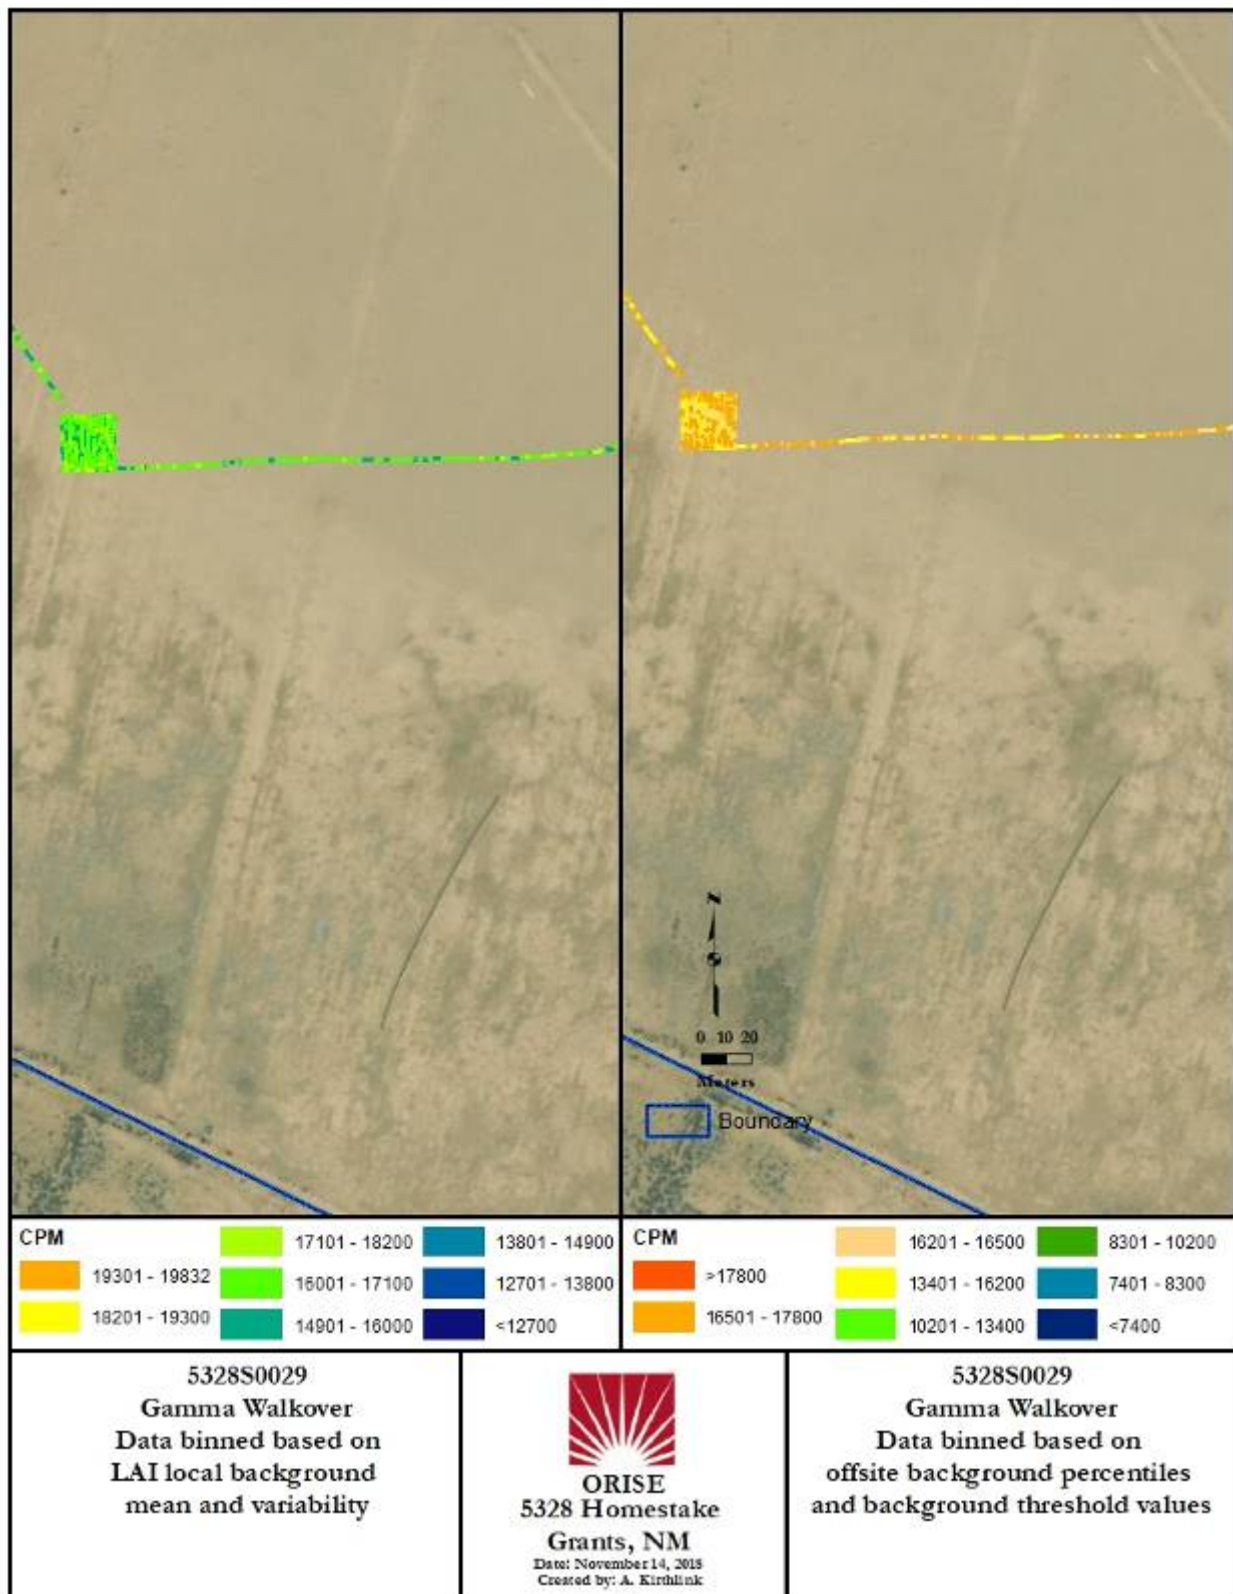 Z
0 10 20
Meters
Boundary
CPM
19301 - 19832
18201 - 19300
17101 - 18200
16001 - 17100
14901 - 16000
13801 - 14900
12701 - 13800
<12700
CPM
>17800
16501 - 17800
16201 - 16500
13401 - 16200
10201 - 13400
8301 - 10200
7401 - 8300
<7400
5328S0029
Gamma Walkover
Data binned based on
LAI local background
mean and variability
ORISE
5328 Homestake
Grants, NM
Date: November 14, 2018
Created by: A. Kirthlink
5328S0029
Gamma Walkover
Data binned based on
offsite background percentiles
and background threshold values